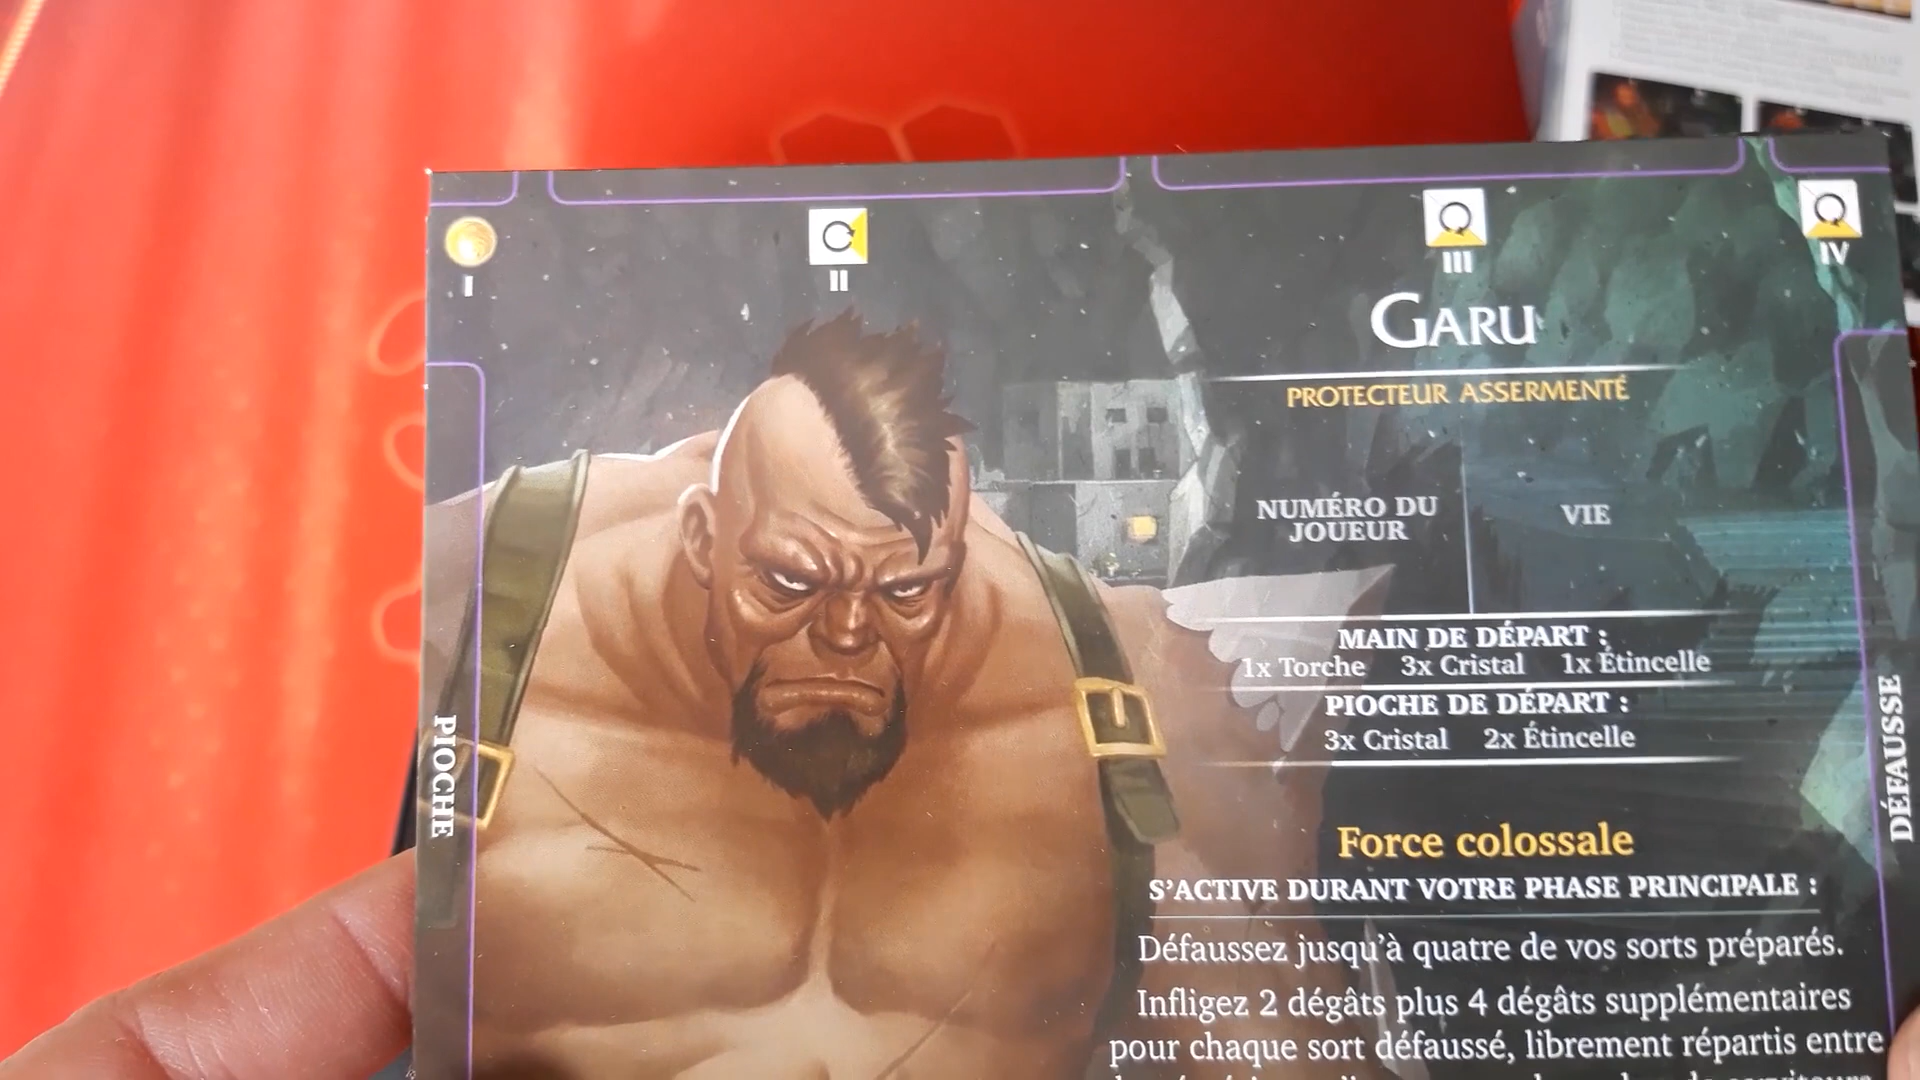 I
II
III
IV
GARU
PROTECTEUR ASSERMENTÉ
NUMÉRO DU
JOUEUR
VIE
MAIN DE DÉPART :
1x Torche 3x Cristal 1x Étincelle
PIOCHE DE DÉPART :
3x Cristal 2x Étincelle
PIOCHE
DÉFAUSSE
Force colossale
S'ACTIVE DURANT VOTRE PHASE PRINCIPALE :
Défaussez jusqu'à quatre de vos sorts préparés.
Infligez 2 dégâts plus 4 dégâts supplémentaires
pour chaque sort défaussé, librement répartis entre